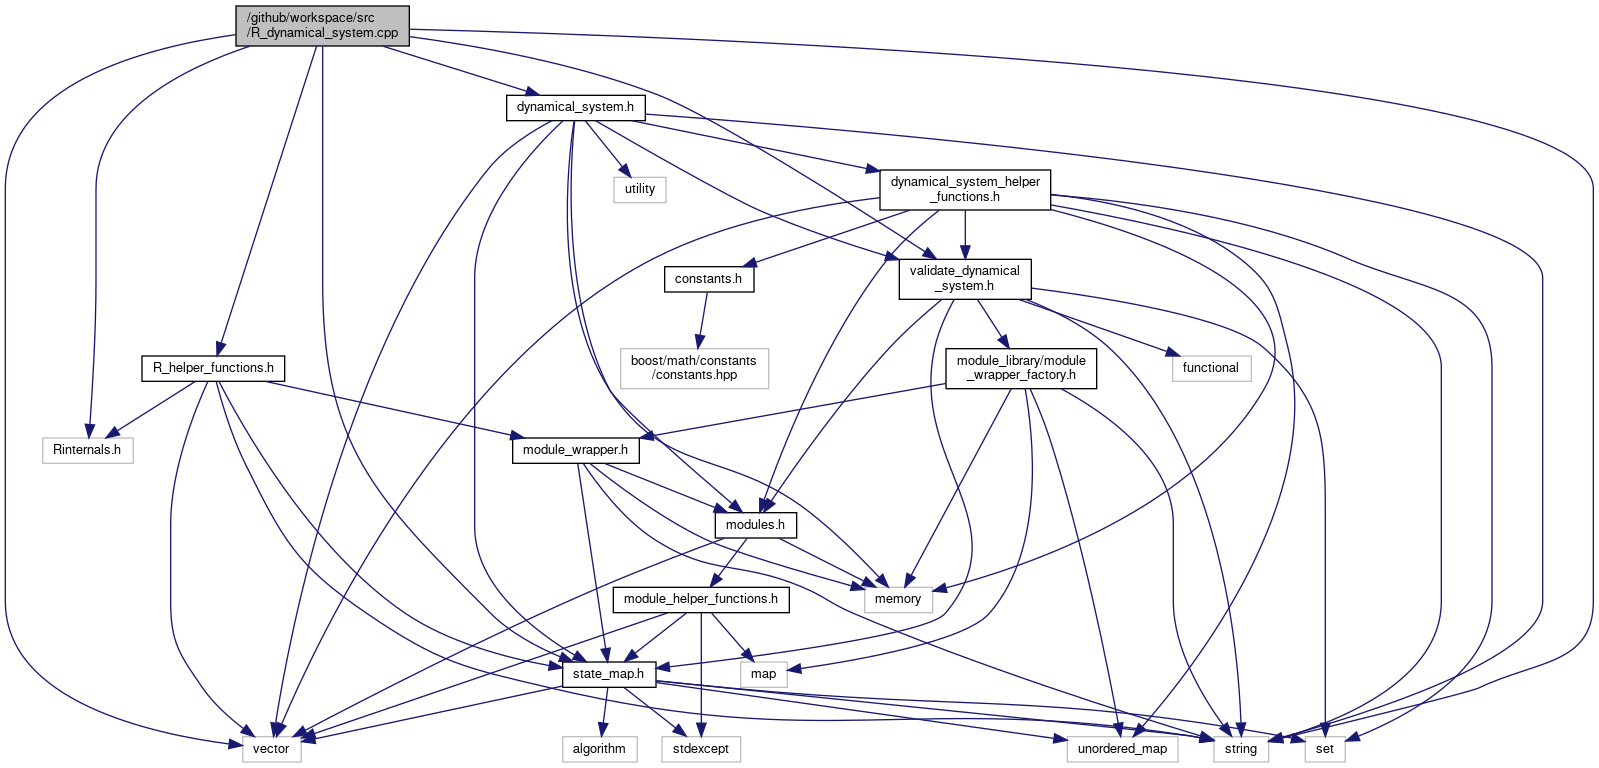 /github/workspace/src
/R_dynamical_system.cpp
dynamical_system.h
utility
dynamical_system_helper
_functions.h
constants.h
validate_dynamical
_system.h
boost/math/constants
/constants.hpp
R_helper_functions.h
module_library/module
_wrapper_factory.h
functional
Rinternals.h
module_wrapper.h
modules.h
module_helper_functions.h
memory
state_map.h
map
vector
algorithm
stdexcept
unordered_map
string
set